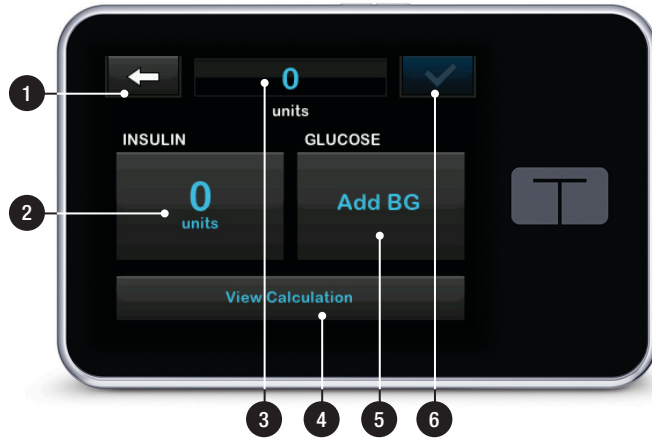 0
units
INSULIN GLUCOSE
0
units
Add BG
View Calculation
1
2
3 4 5 6